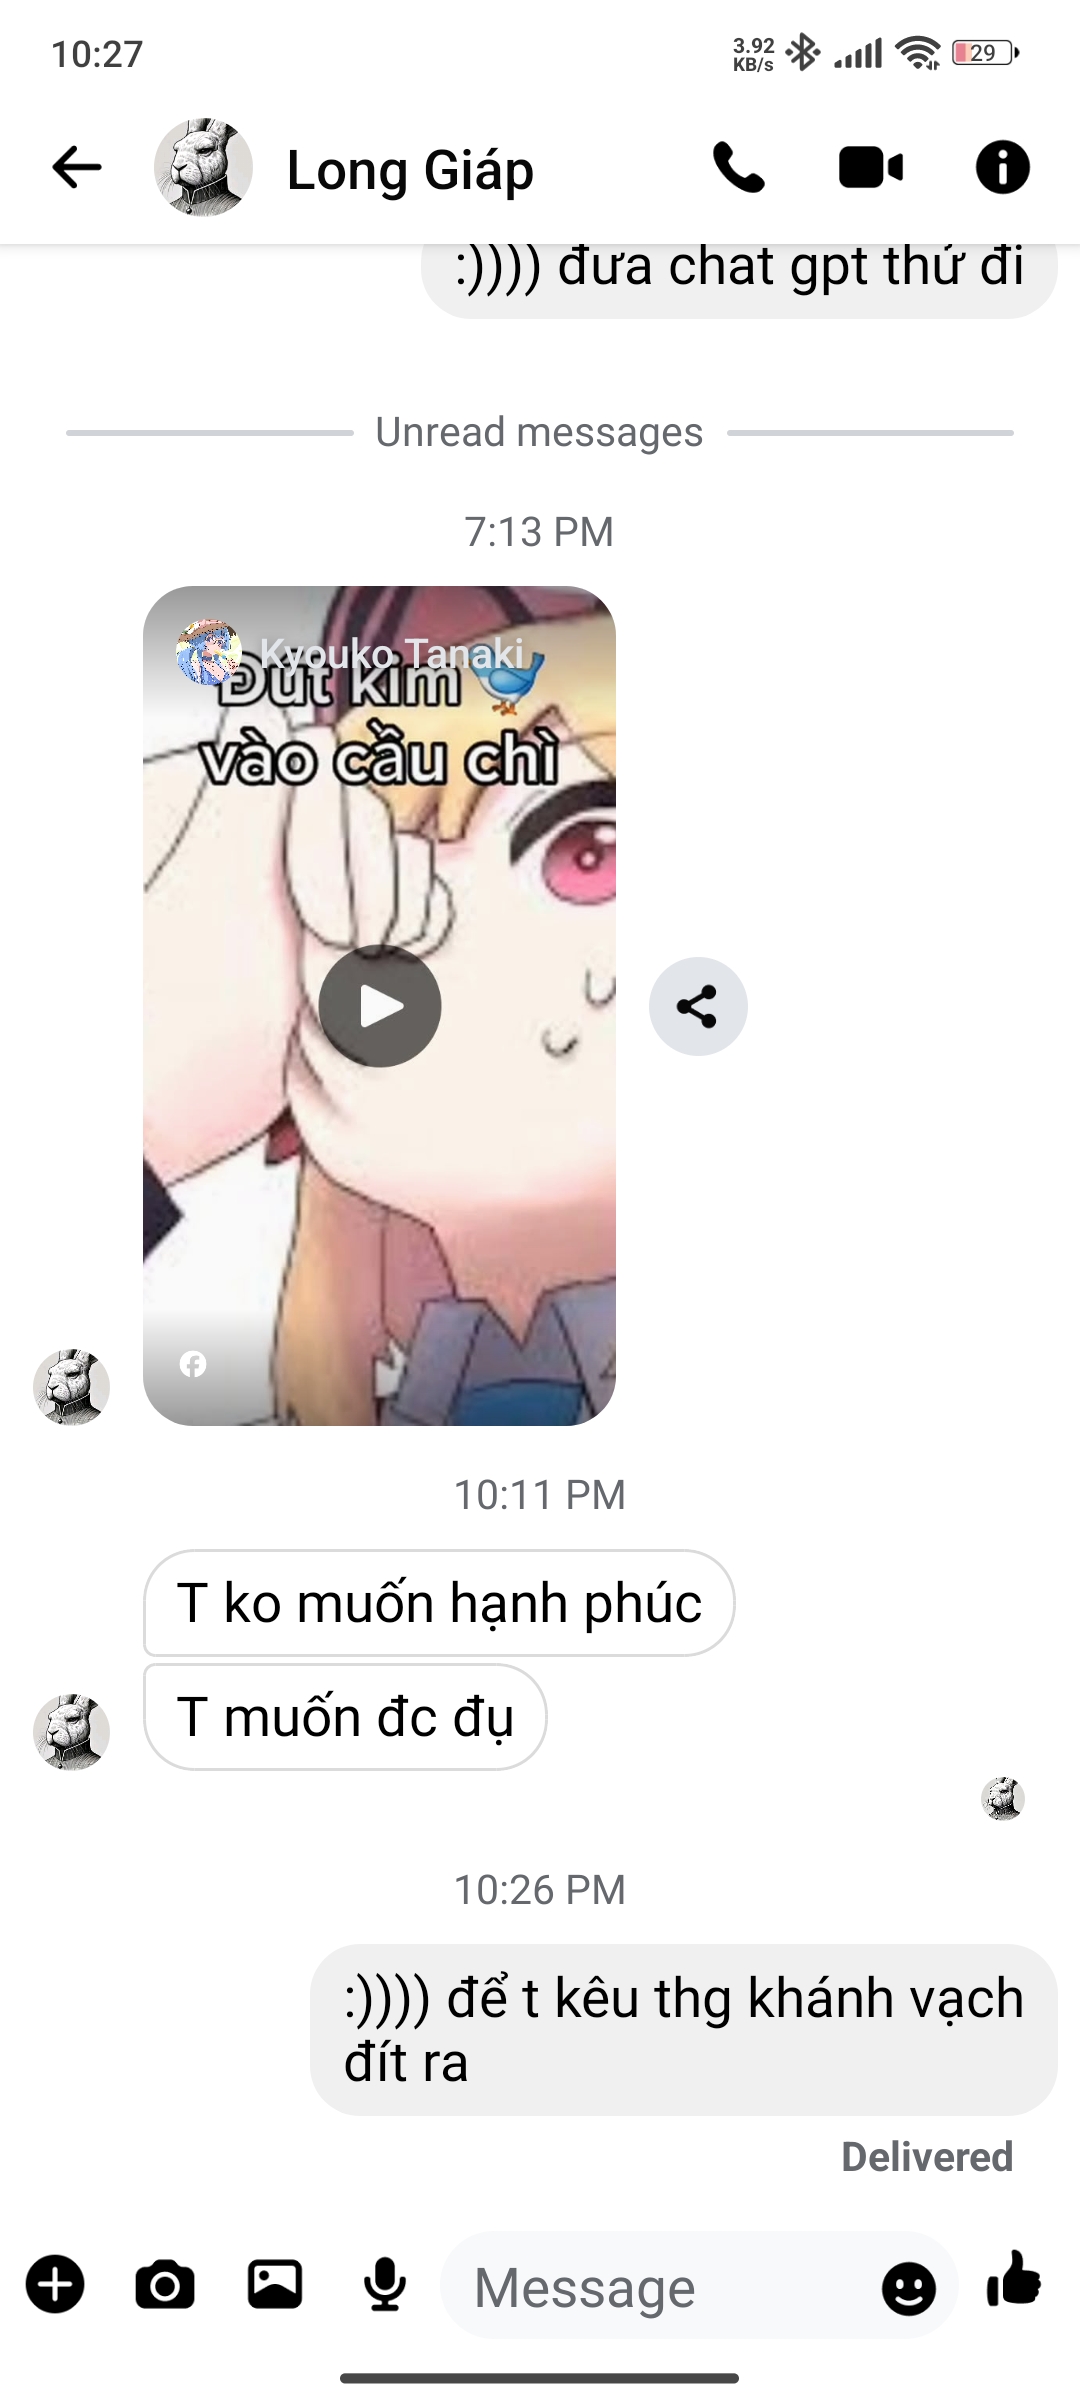 10:27
3.92
KB/s
29
Long Giáp
:)))) đưa chat gpt thử đi
Unread messages
7:13 PM
Kyouko Tanaki
Đút kim🐦
vào cầu chì
10:11 PM
T ko muốn hạnh phúc
T muốn đc đụ
10:26 PM
:)))) để t kêu thg khánh vạch
đít ra
Delivered
Message